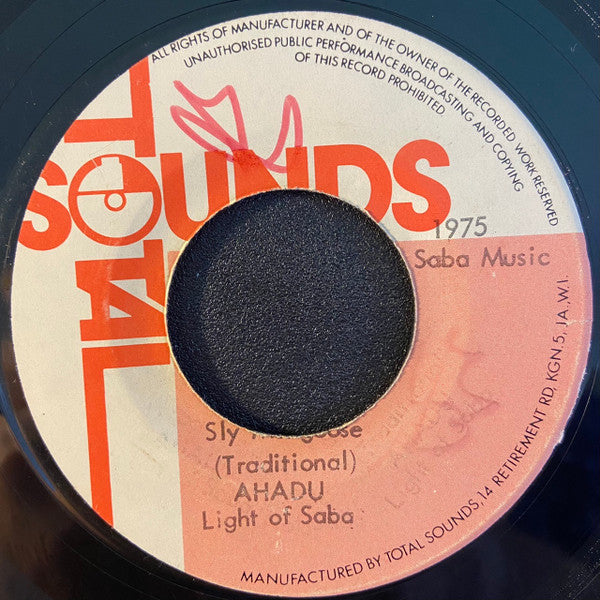 ALL RIGHTS OF MANUFACTURER AND OF THE OWNER OF THE RECORDED WORK RESERVED
UNAUTHORISED PUBLIC PERFORMANCE BROADCASTING AND COPYING
OF THIS RECORD PROHIBITED
TOTAL
SOUNDS
1975
Saba Music
Sly
(Traditional)
AHADU
Light of Saba
MANUFACTURED BY TOTAL SOUNDS, 14 RETIREMENT RD, KGN. 5, JA., W.I.